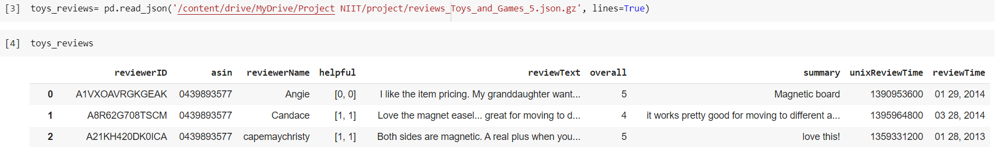 [3] toys_reviews= pd.read_json('/content/drive/MyDrive/Project NIIT/project/reviews_Toys_and_Games_5.json.gz', lines=True)
[4] toys_reviews
reviewerID asin reviewerName helpful reviewText overall summary unixReviewTime reviewTime
0 A1VXOAVRGKGEAK 0439893577 Angie [0, 0] I like the item pricing. My granddaughter want... 5 Magnetic board 1390953600 01 29, 2014
1 A8R62G708TSCM 0439893577 Candace [1, 1] Love the magnet easel... great for moving to d... 4 it works pretty good for moving to different a... 1395964800 03 28, 2014
2 A21KH420DK0ICA 0439893577 capemaychristy [1, 1] Both sides are magnetic. A real plus when you... 5 love this! 1359331200 01 28, 2013